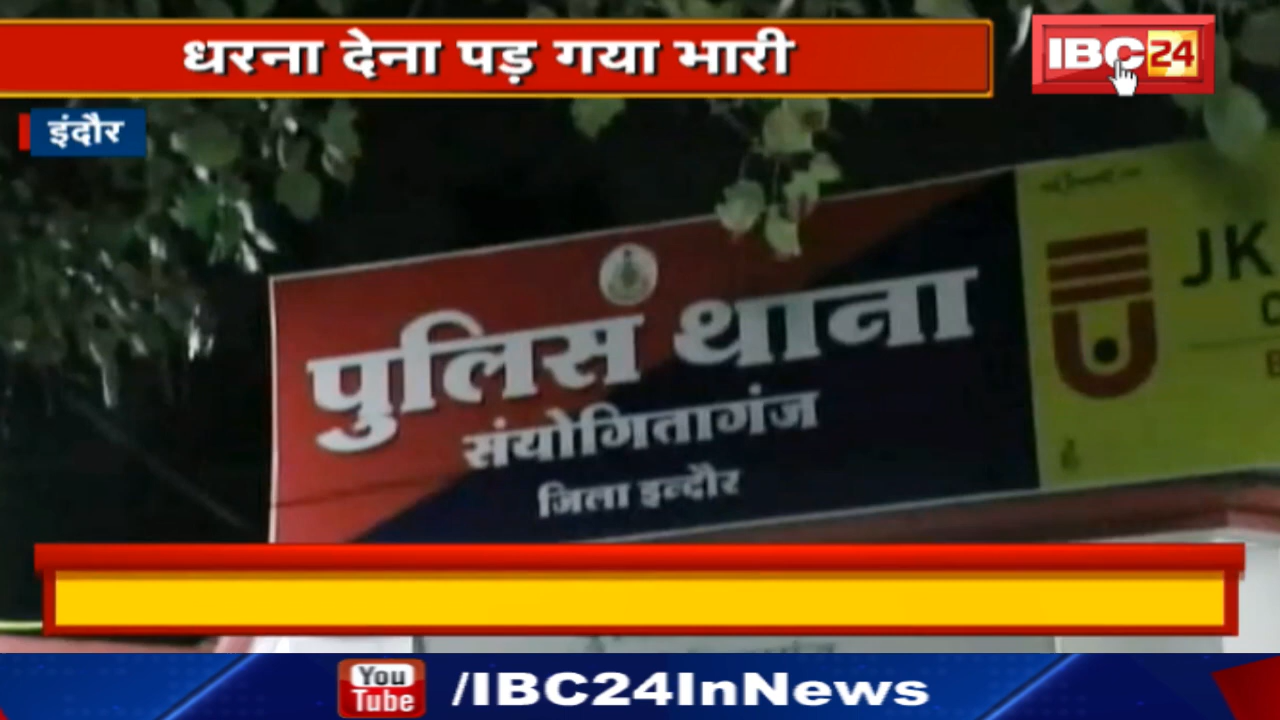 धरना देना पड़ गया भारी
IBC24
इंदौर
पुलिस थाना
संयोगितागंज
जिला इन्दौर
JK
You
Tube
/IBC24InNews